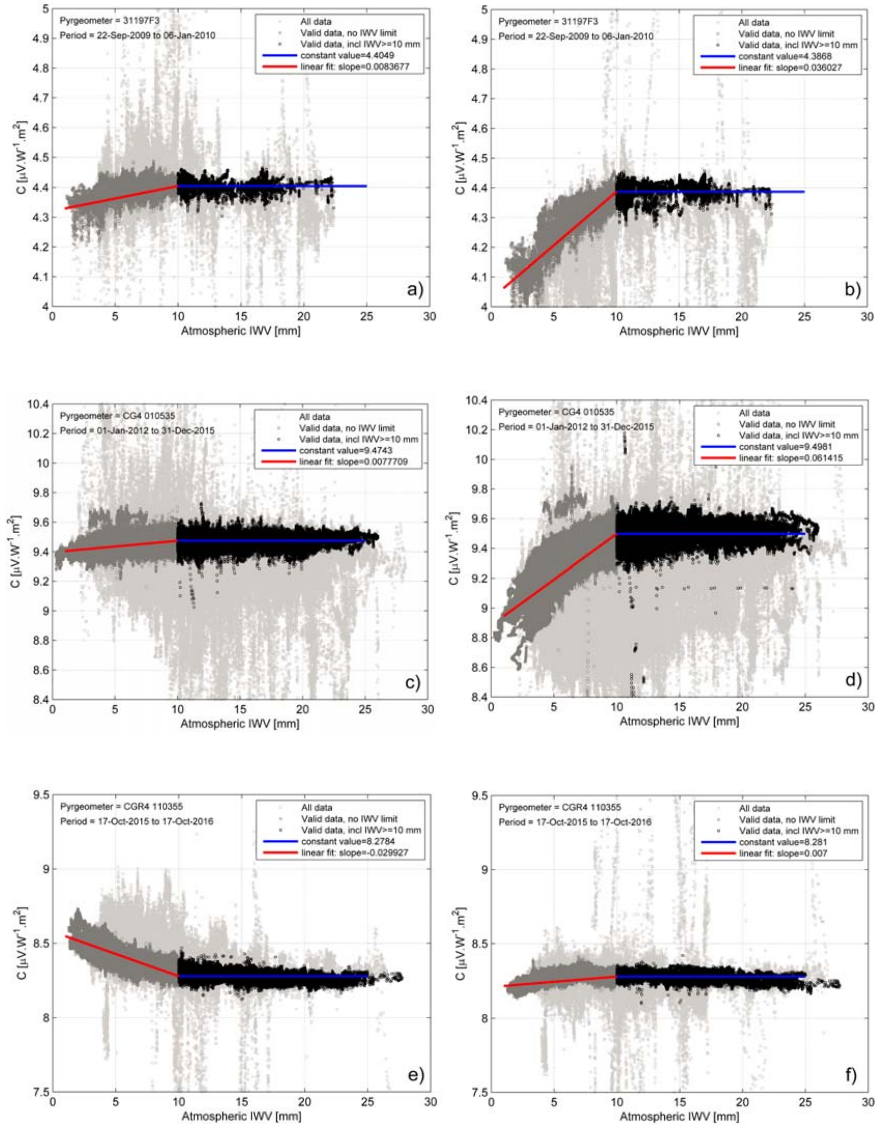 Pyrgeometer = 31197F3
Period = 22-Sep-2009 to 06-Jan-2010
All data
Valid data, no IWV limit
Valid data, incl IWV>=10 mm
constant value=4.4049
linear fit: slope=0.0083677
5
4.9
4.8
4.7
4.6
4.5
4.4
4.3
4.2
4.1
4
C [µV.W⁻¹.m²]
0 5 10 15 20 25 30
Atmospheric IWV [mm]
a)
Pyrgeometer = 31197F3
Period = 22-Sep-2009 to 06-Jan-2010
All data
Valid data, no IWV limit
Valid data, incl IWV>=10 mm
constant value=4.3868
linear fit: slope=0.036027
5
4.9
4.8
4.7
4.6
4.5
4.4
4.3
4.2
4.1
4
C [µV.W⁻¹.m²]
0 5 10 15 20 25 30
Atmospheric IWV [mm]
b)
Pyrgeometer = CG4 010535
Period = 01-Jan-2012 to 31-Dec-2015
All data
Valid data, no IWV limit
Valid data, incl IWV>=10 mm
constant value=9.4743
linear fit: slope=0.0077709
10.4
10.2
10
9.8
9.6
9.4
9.2
9
8.8
8.6
8.4
C [µV.W⁻¹.m²]
0 5 10 15 20 25 30
Atmospheric IWV [mm]
c)
Pyrgeometer = CG4 010535
Period = 01-Jan-2012 to 31-Dec-2015
All data
Valid data, no IWV limit
Valid data, incl IWV>=10 mm
constant value=9.4981
linear fit: slope=0.061415
10.4
10.2
10
9.8
9.6
9.4
9.2
9
8.8
8.6
8.4
C [µV.W⁻¹.m²]
0 5 10 15 20 25 30
Atmospheric IWV [mm]
d)
Pyrgeometer = CGR4 110355
Period = 17-Oct-2015 to 17-Oct-2016
All data
Valid data, no IWV limit
Valid data, incl IWV>=10 mm
constant value=8.2784
linear fit: slope=-0.029927
9.5
9
8.5
8
7.5
C [µV.W⁻¹.m²]
0 5 10 15 20 25 30
Atmospheric IWV [mm]
e)
Pyrgeometer = CGR4 110355
Period = 17-Oct-2015 to 17-Oct-2016
All data
Valid data, no IWV limit
Valid data, incl IWV>=10 mm
constant value=8.281
linear fit: slope=0.007
9.5
9
8.5
8
7.5
C [µV.W⁻¹.m²]
0 5 10 15 20 25 30
Atmospheric IWV [mm]
f)